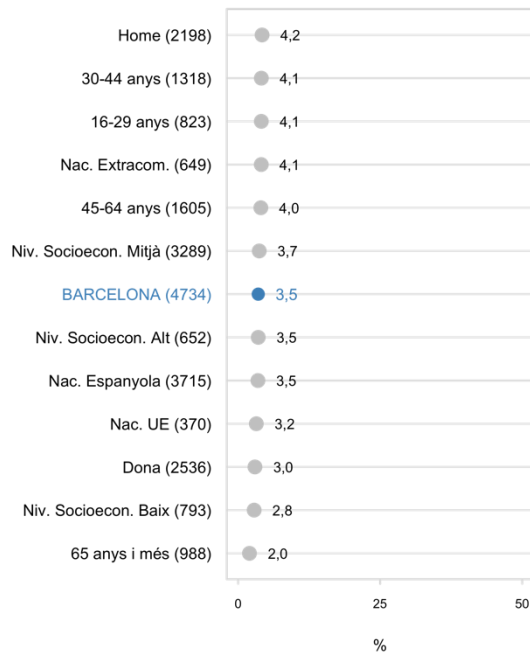 Home (2198) 4,2
30-44 anys (1318) 4,1
16-29 anys (823) 4,1
Nac. Extracom. (649) 4,1
45-64 anys (1605) 4,0
Niv. Socioecon. Mitjà (3289) 3,7
BARCELONA (4734) 3,5
Niv. Socioecon. Alt (652) 3,5
Nac. Espanyola (3715) 3,5
Nac. UE (370) 3,2
Dona (2536) 3,0
Niv. Socioecon. Baix (793) 2,8
65 anys i més (988) 2,0
0 25 50
%